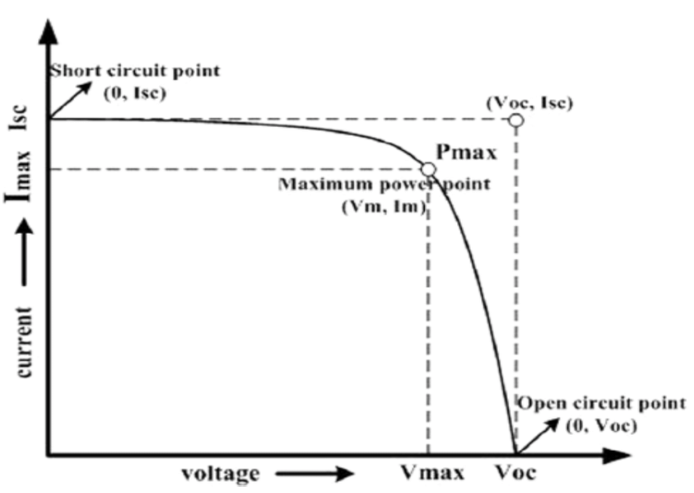 Short circuit point
(0, Isc)
(Voc, Isc)
Pmax
Maximum power point
(Vm, Im)
Isc
Imax
current
Open circuit point
(0, Voc)
voltage
Vmax
Voc